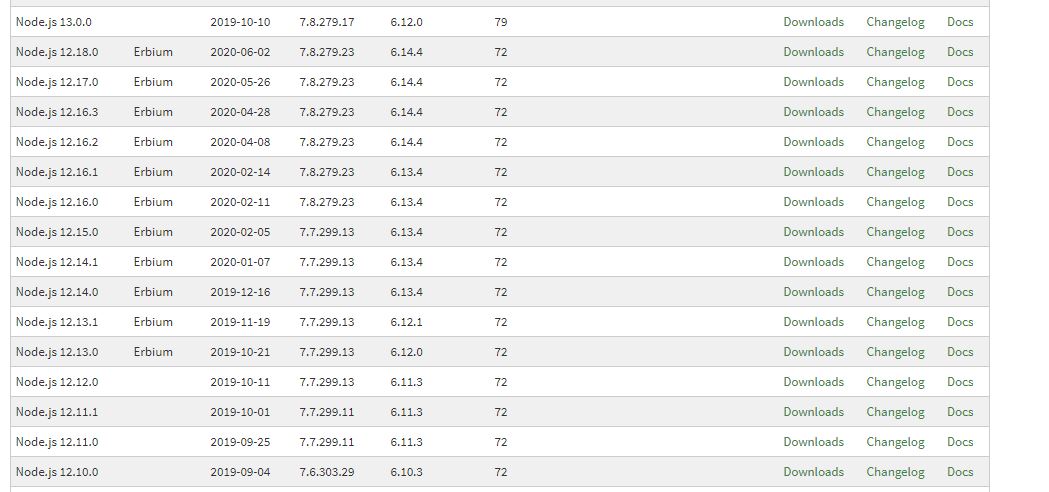 Node.js 13.0.0 2019-10-10 7.8.279.17 6.12.0 79 Downloads Changelog Docs
Node.js 12.18.0 Erbium 2020-06-02 7.8.279.23 6.14.4 72 Downloads Changelog Docs
Node.js 12.17.0 Erbium 2020-05-26 7.8.279.23 6.14.4 72 Downloads Changelog Docs
Node.js 12.16.3 Erbium 2020-04-28 7.8.279.23 6.14.4 72 Downloads Changelog Docs
Node.js 12.16.2 Erbium 2020-04-08 7.8.279.23 6.14.4 72 Downloads Changelog Docs
Node.js 12.16.1 Erbium 2020-02-14 7.8.279.23 6.13.4 72 Downloads Changelog Docs
Node.js 12.16.0 Erbium 2020-02-11 7.8.279.23 6.13.4 72 Downloads Changelog Docs
Node.js 12.15.0 Erbium 2020-02-05 7.7.299.13 6.13.4 72 Downloads Changelog Docs
Node.js 12.14.1 Erbium 2020-01-07 7.7.299.13 6.13.4 72 Downloads Changelog Docs
Node.js 12.14.0 Erbium 2019-12-16 7.7.299.13 6.13.4 72 Downloads Changelog Docs
Node.js 12.13.1 Erbium 2019-11-19 7.7.299.13 6.12.1 72 Downloads Changelog Docs
Node.js 12.13.0 Erbium 2019-10-21 7.7.299.13 6.12.0 72 Downloads Changelog Docs
Node.js 12.12.0 2019-10-11 7.7.299.13 6.11.3 72 Downloads Changelog Docs
Node.js 12.11.1 2019-10-01 7.7.299.11 6.11.3 72 Downloads Changelog Docs
Node.js 12.11.0 2019-09-25 7.7.299.11 6.11.3 72 Downloads Changelog Docs
Node.js 12.10.0 2019-09-04 7.6.303.29 6.10.3 72 Downloads Changelog Docs